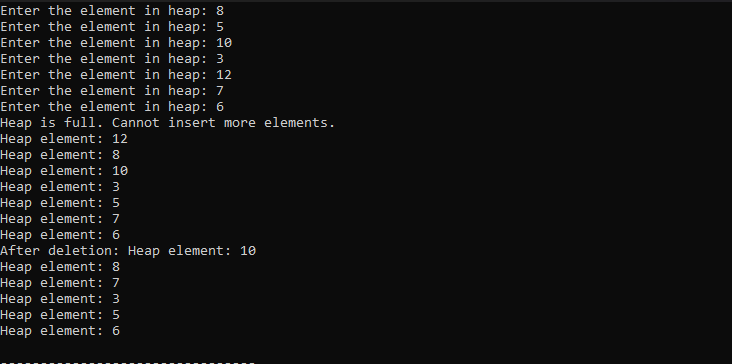 Enter the element in heap: 8
Enter the element in heap: 5
Enter the element in heap: 10
Enter the element in heap: 3
Enter the element in heap: 12
Enter the element in heap: 7
Enter the element in heap: 6
Heap is full. Cannot insert more elements.
Heap element: 12
Heap element: 8
Heap element: 10
Heap element: 3
Heap element: 5
Heap element: 7
Heap element: 6
After deletion: Heap element: 10
Heap element: 8
Heap element: 7
Heap element: 3
Heap element: 5
Heap element: 6
--------------------------------